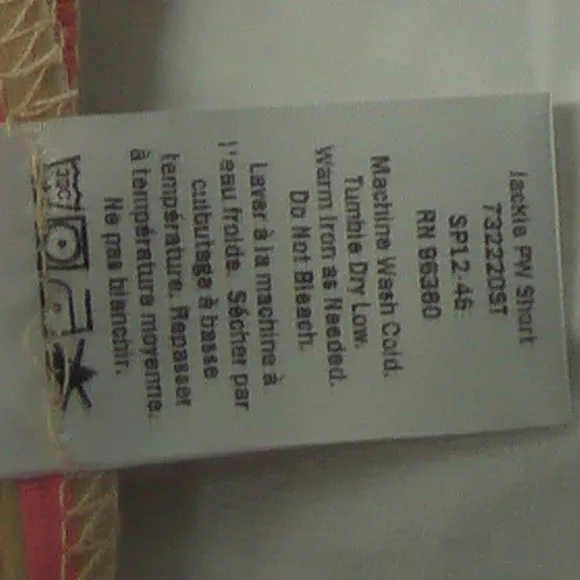 Jackie PW Short
732220ST
SP12-46
RN 96380
Machine Wash Cold.
Tumble Dry Low.
Warm Iron as Needed.
Do Not Bleach.
Laver à la machine à
l'eau froide. Sécher par
culbutage à basse
température. Repasser
à température moyenne.
Ne pas blanchir.